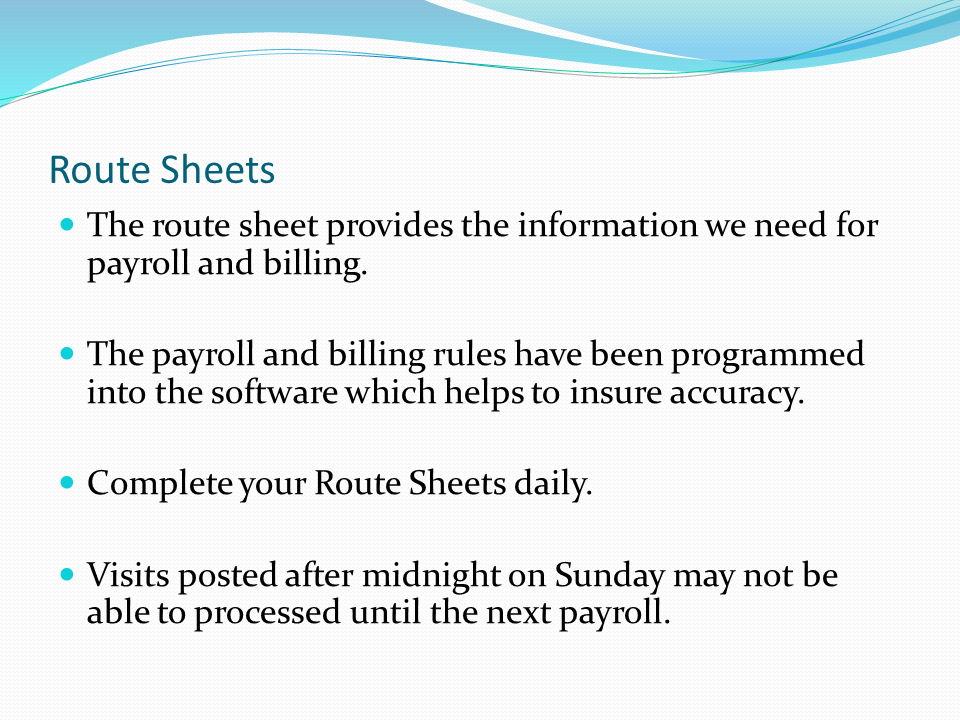 Route Sheets
The route sheet provides the information we need for
payroll and billing.
The payroll and billing rules have been programmed
into the software which helps to insure accuracy.
Complete your Route Sheets daily.
Visits posted after midnight on Sunday may not be
able to processed until the next payroll.